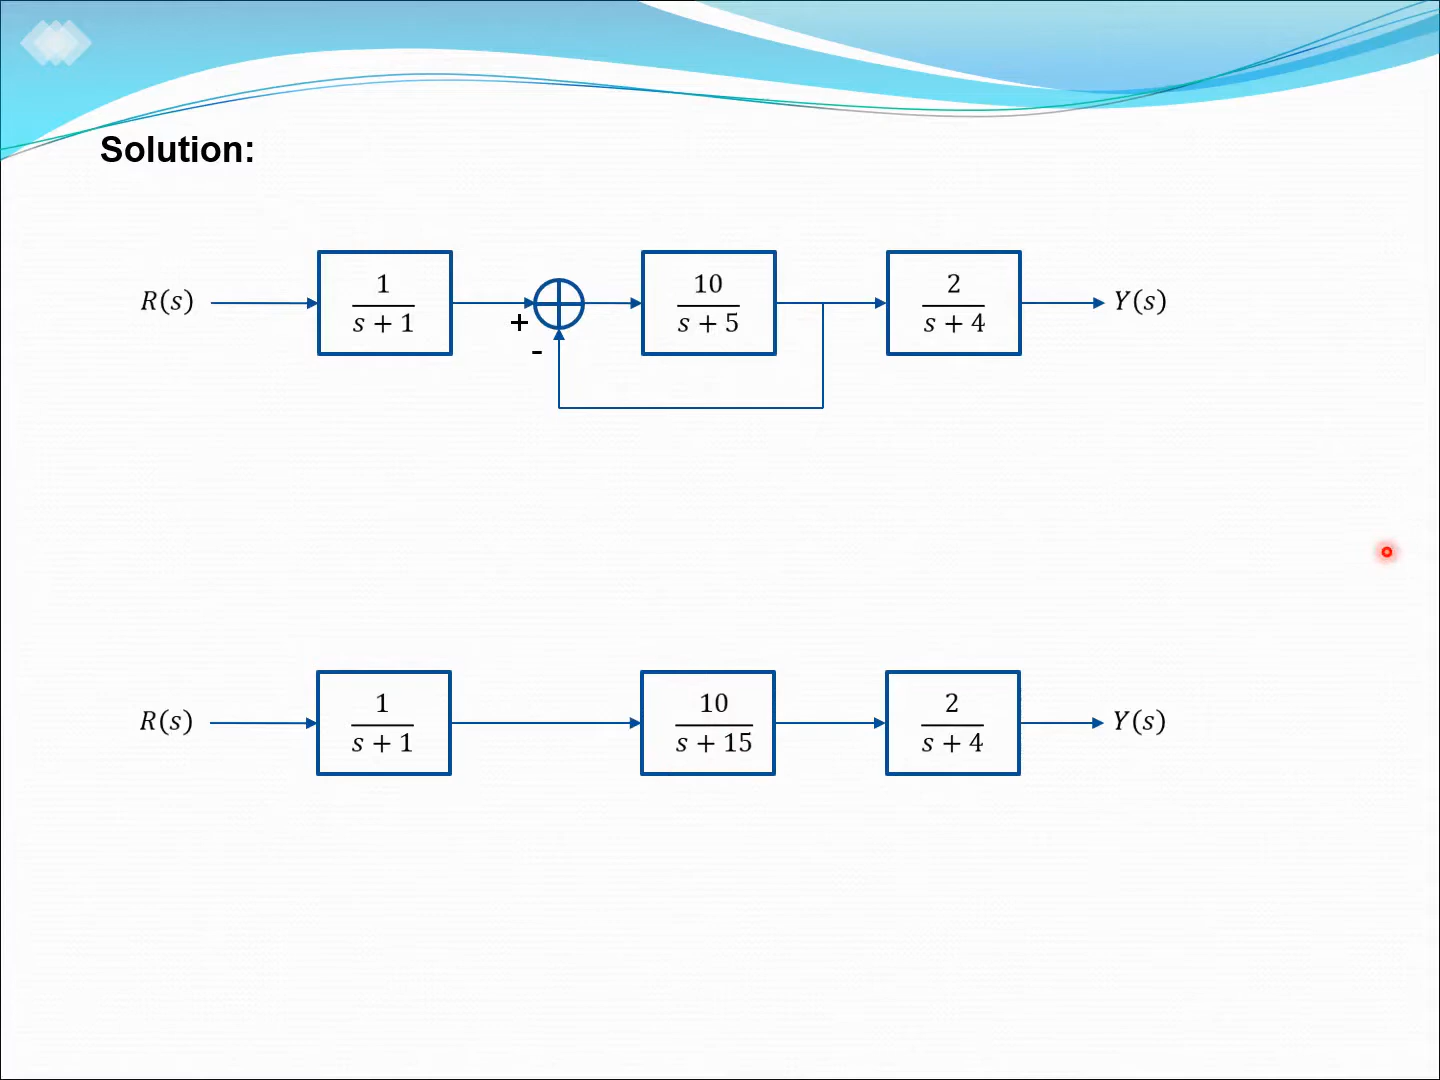 Solution:
R(s)
1
s + 1
+
-
10
s + 5
2
s + 4
Y(s)
R(s)
1
s + 1
10
s + 15
2
s + 4
Y(s)